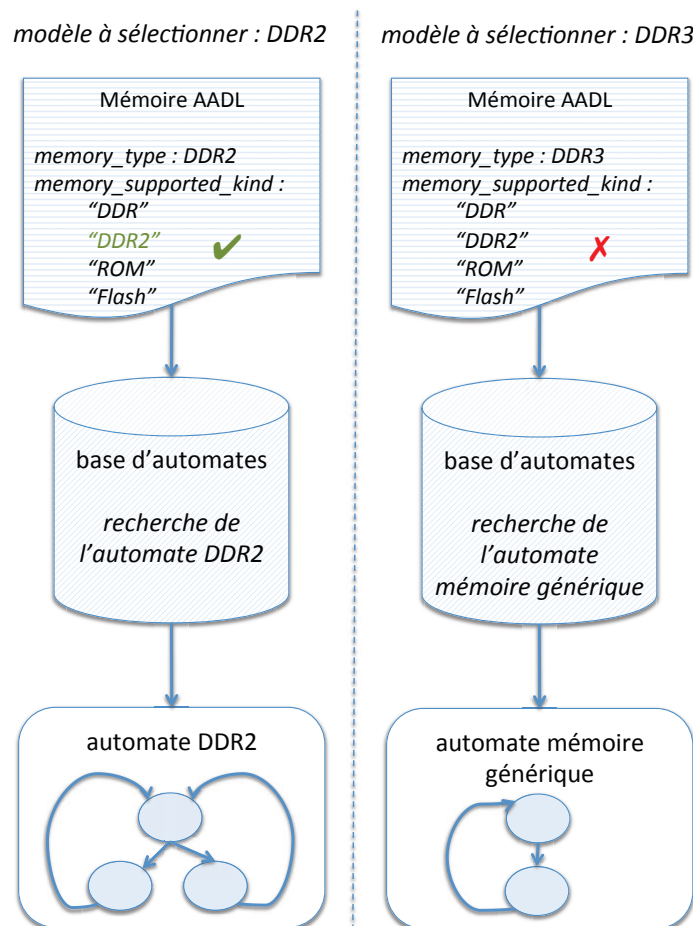 modèle à sélectionner : DDR2
Mémoire AADL
memory_type : DDR2
memory_supported_kind :
“DDR”
“DDR2”
“ROM”
“Flash”
base d’automates
recherche de
l’automate DDR2
automate DDR2
modèle à sélectionner : DDR3
Mémoire AADL
memory_type : DDR3
memory_supported_kind :
“DDR”
“DDR2”
“ROM”
“Flash”
base d’automates
recherche de
l’automate
mémoire générique
automate mémoire
générique